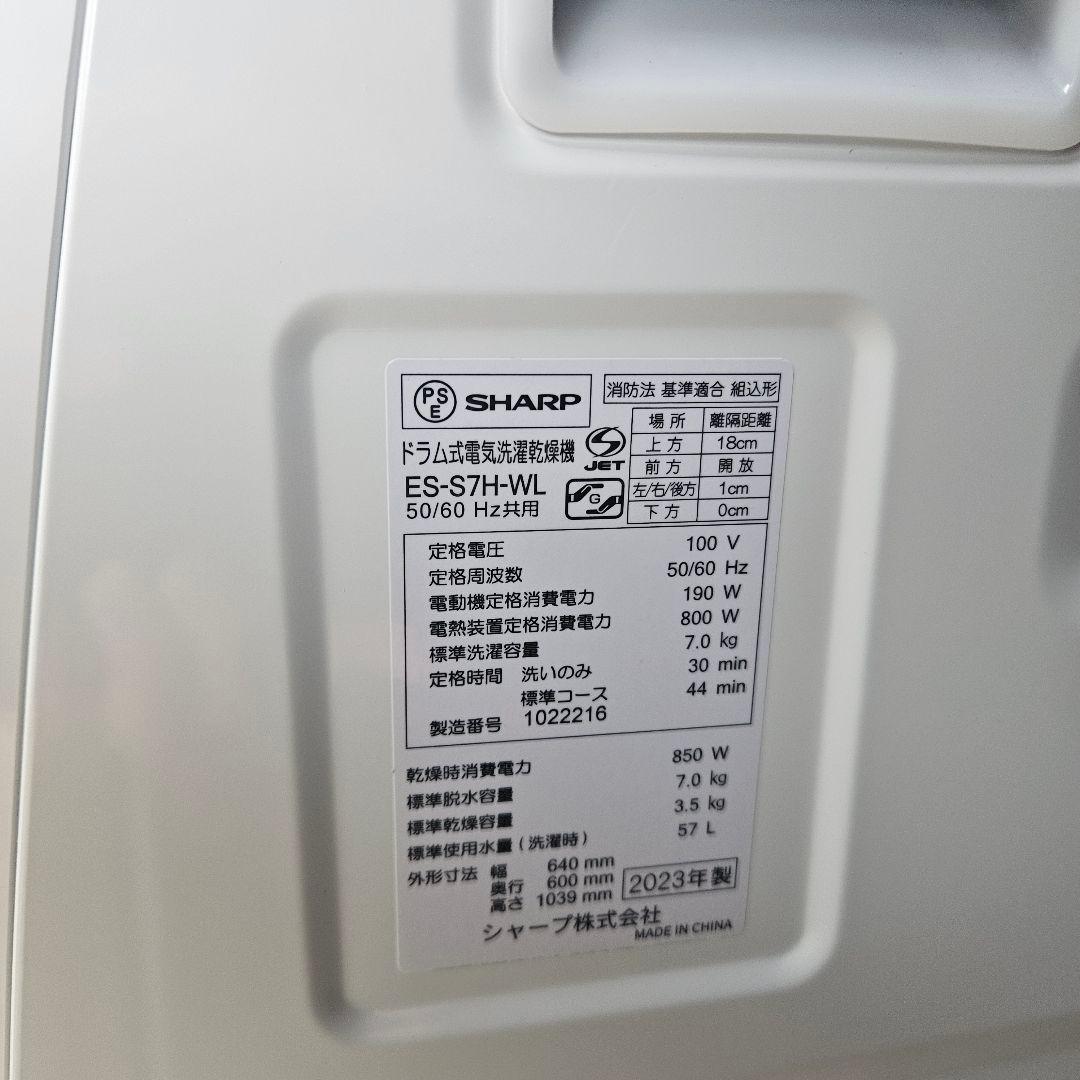 PSE SHARP
消防法 基準適合 組込形
場所 離隔距離
上方 18cm
前方 開放
左/右/後方 1cm
下方 0cm
ドラム式電気洗濯乾燥機
S JET
ES-S7H-WL
50/60 Hz共用
G
定格電圧 100 V
定格周波数 50/60 Hz
電動機定格消費電力 190 W
電熱装置定格消費電力 800 W
標準洗濯容量 7.0 kg
定格時間 洗いのみ 30 min
標準コース 44 min
製造番号 1022216
乾燥時消費電力 850 W
標準脱水容量 7.0 kg
標準乾燥容量 3.5 kg
標準使用水量(洗濯時) 57 L
外形寸法 幅 640 mm
奥行 600 mm
高さ 1039 mm
2023年製
シャープ株式会社
MADE IN CHINA